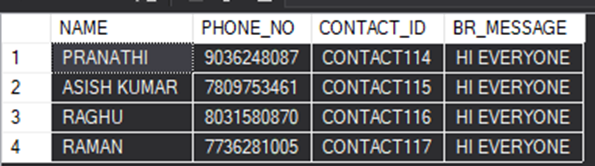 NAME PHONE_NO CONTACT_ID BR_MESSAGE
1 PRANATHI 9036248087 CONTACT114 HI EVERYONE
2 ASISH KUMAR 7809753461 CONTACT115 HI EVERYONE
3 RAGHU 8031580870 CONTACT116 HI EVERYONE
4 RAMAN 7736281005 CONTACT117 HI EVERYONE